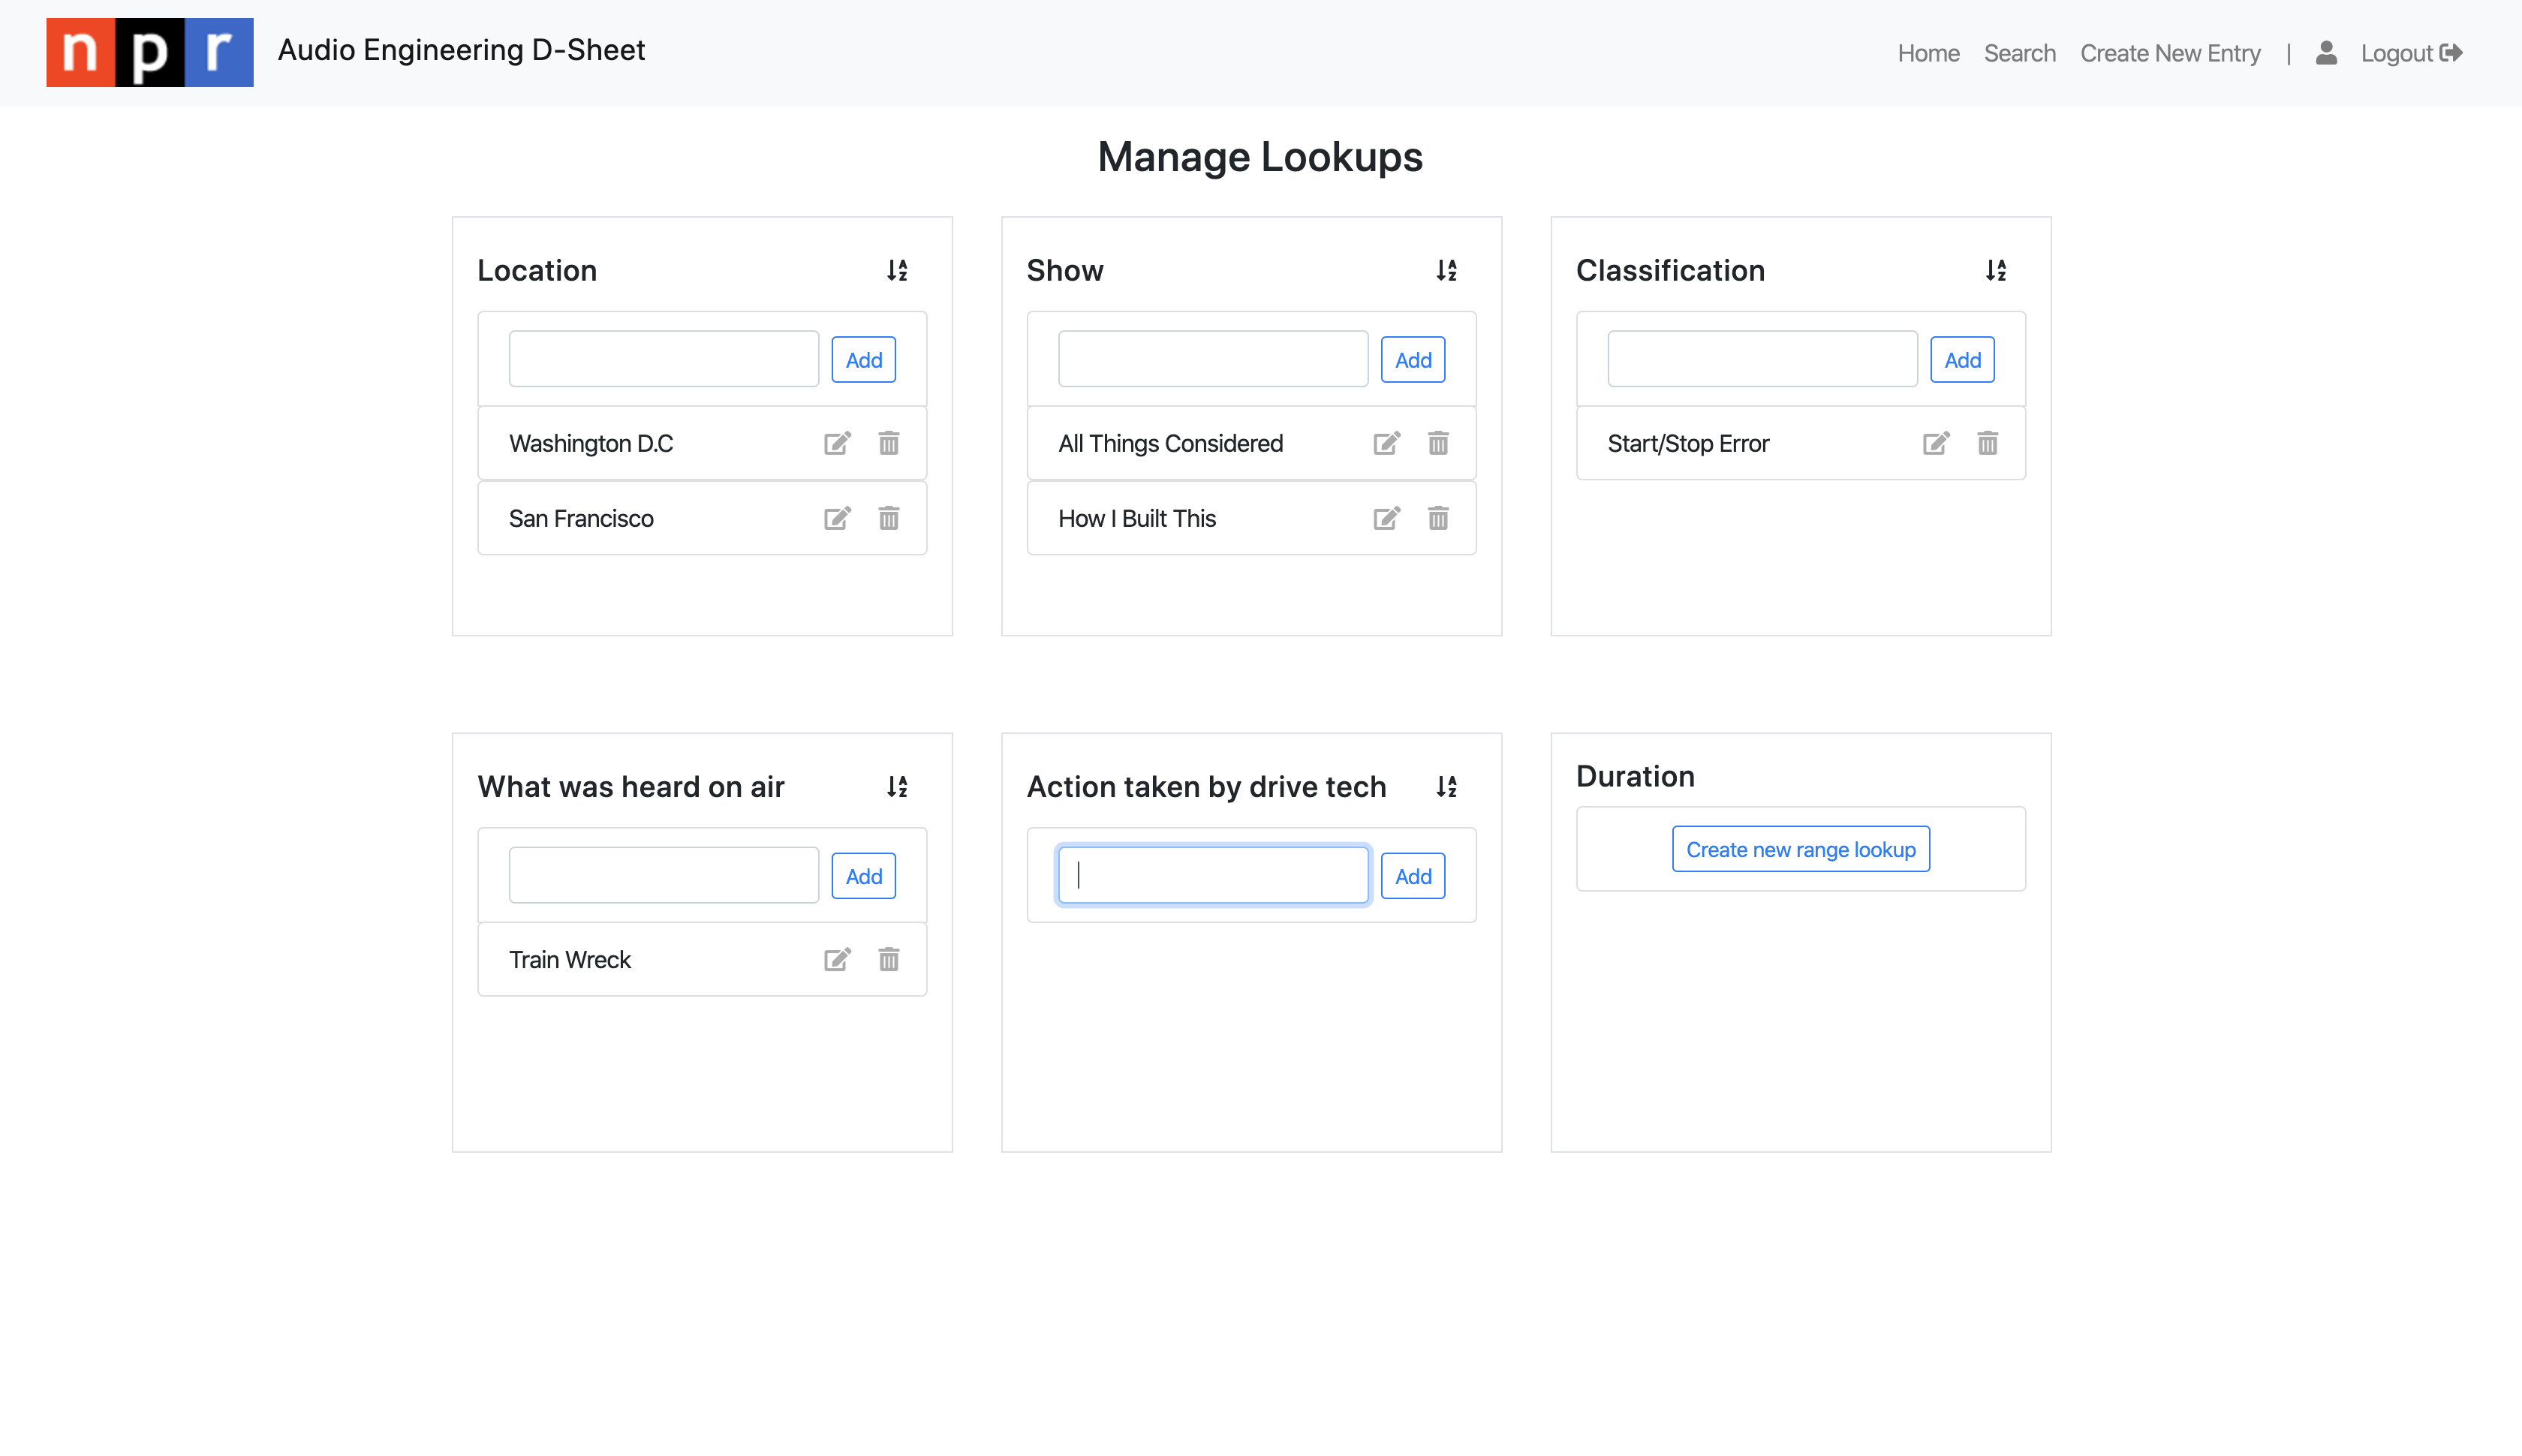 npr Audio Engineering D-Sheet Home Search Create New Entry | Logout
Manage Lookups
Location
Add
Washington D.C
San Francisco
Show
Add
All Things Considered
How I Built This
Classification
Add
Start/Stop Error
What was heard on air
Add
Train Wreck
Action taken by drive tech
Add
Duration
Create new range lookup